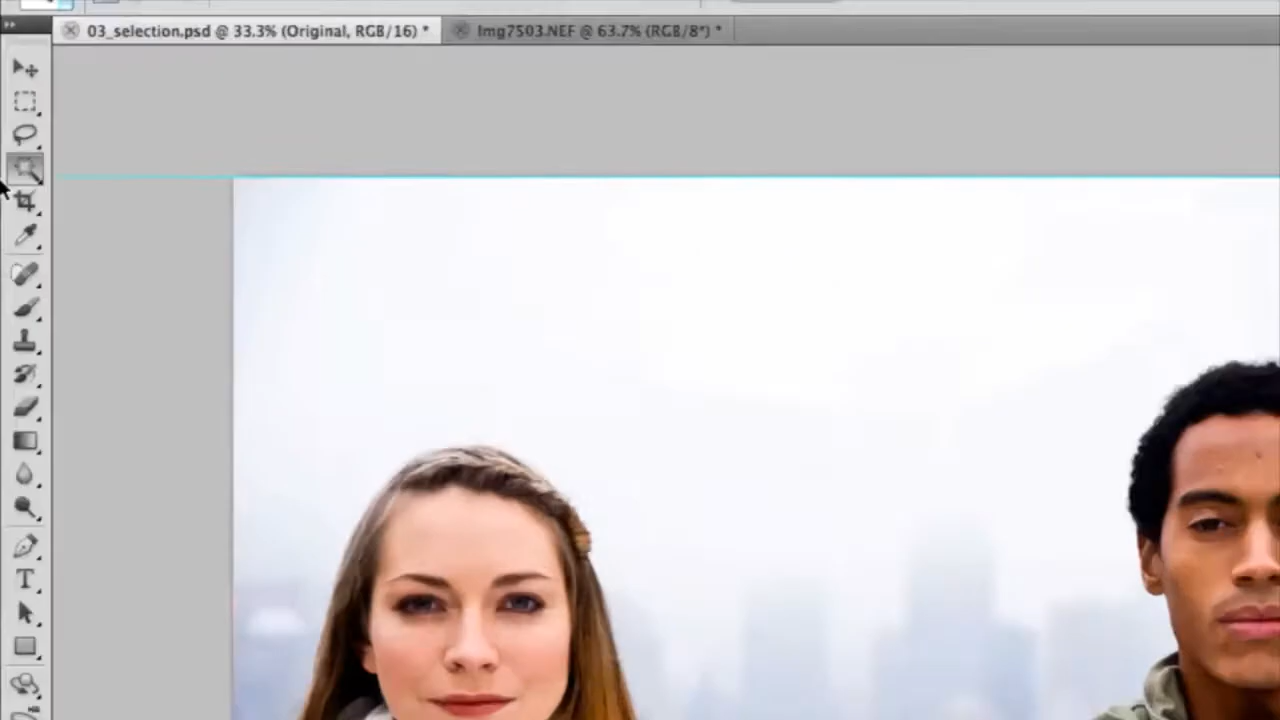 03_selection.psd @ 33.3% (Original, RGB/16) *
Img7503.NEF @ 63.7% (RGB/8*) *
T